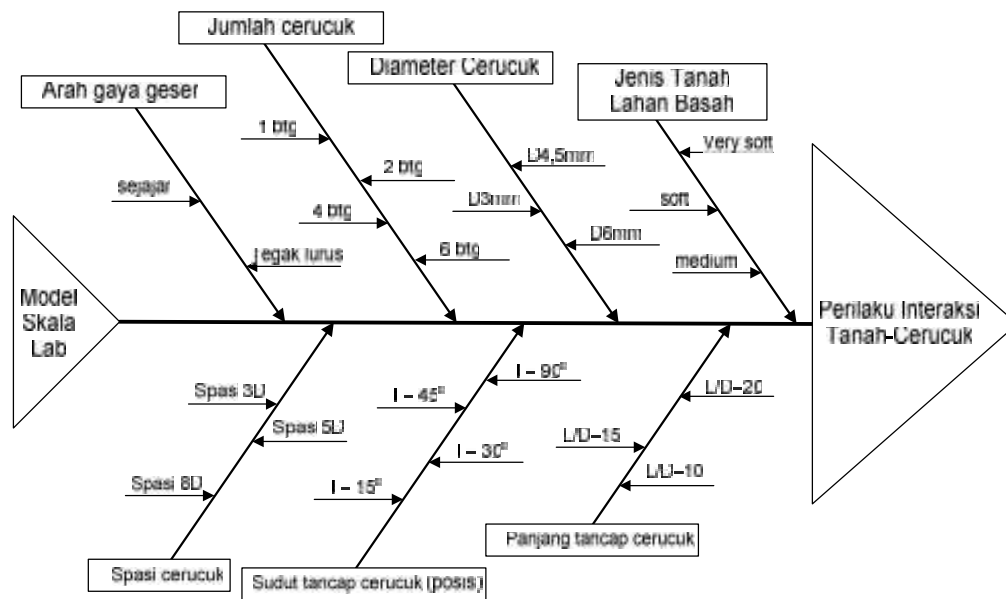 Jumlah cerucuk
Diameter Cerucuk
Jenis Tanah
Lahan Basah
Arah gaya geser
1 btg
2 btg
4 btg
6 btg
D4,5mm
D3mm
D6mm
Very soft
soft
medium
sejajar
Tegak lurus
Model
Skala
Lab
Perilaku Interaksi
Tanah-Cerucuk
Spasi 3D
Spasi 5D
Spasi 8D
I – 90°
I – 45°
I – 30°
I – 15°
L/D–20
L/D–15
L/D–10
Spasi cerucuk
Sudut tancap cerucuk (posis)
Panjang tancap cerucuk